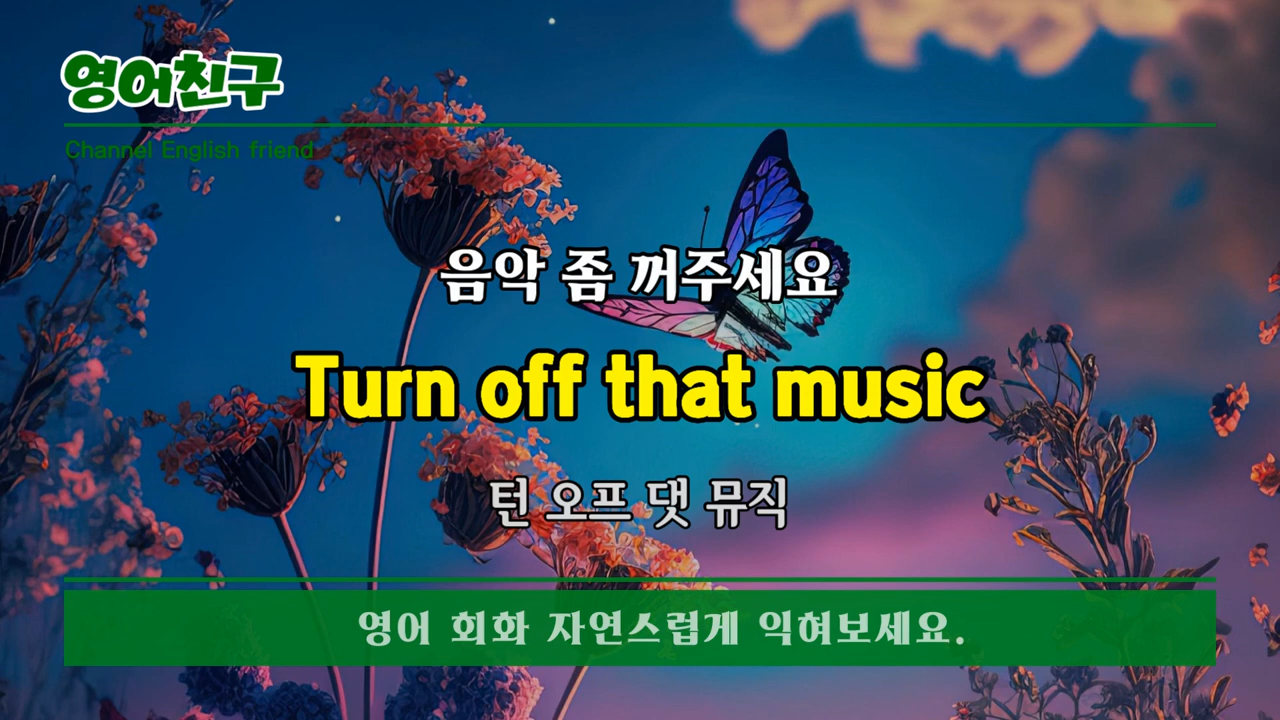 영어친구
Channel English friend
음악 좀 꺼주세요
Turn off that music
턴 오프 댓 뮤직
영어 회화 자연스럽게 익혀보세요.